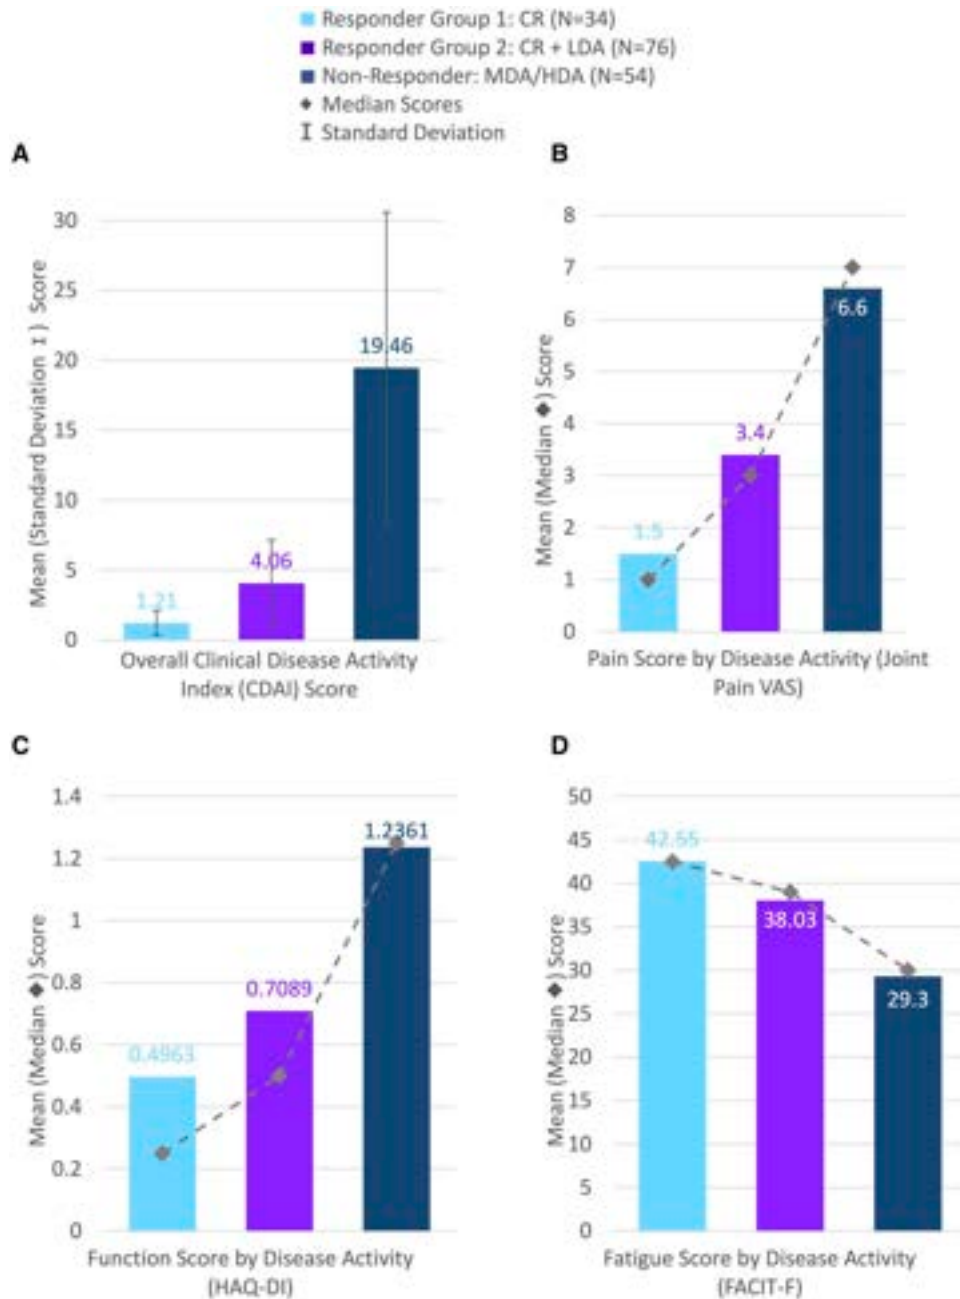 Responder Group 1: CR (N=34)
Responder Group 2: CR + LDA (N=76)
Non-Responder: MDA/HDA (N=54)
◆ Median Scores
I Standard Deviation
A
Mean (Standard Deviation I) Score
30
25
20
15
10
5
0
1.21
4.06
19.46
Overall Clinical Disease Activity
Index (CDAI) Score
B
Mean (Median ◆) Score
8
7
6
5
4
3
2
1
0
1.5
3.4
6.6
Pain Score by Disease Activity (Joint
Pain VAS)
C
Mean (Median ◆) Score
1.4
1.2
1
0.8
0.6
0.4
0.2
0
0.4963
0.7089
1.2361
Function Score by Disease Activity
(HAQ-DI)
D
Mean (Median ◆) Score
50
45
40
35
30
25
20
15
10
5
0
42.55
38.03
29.3
Fatigue Score by Disease Activity
(FACIT-F)